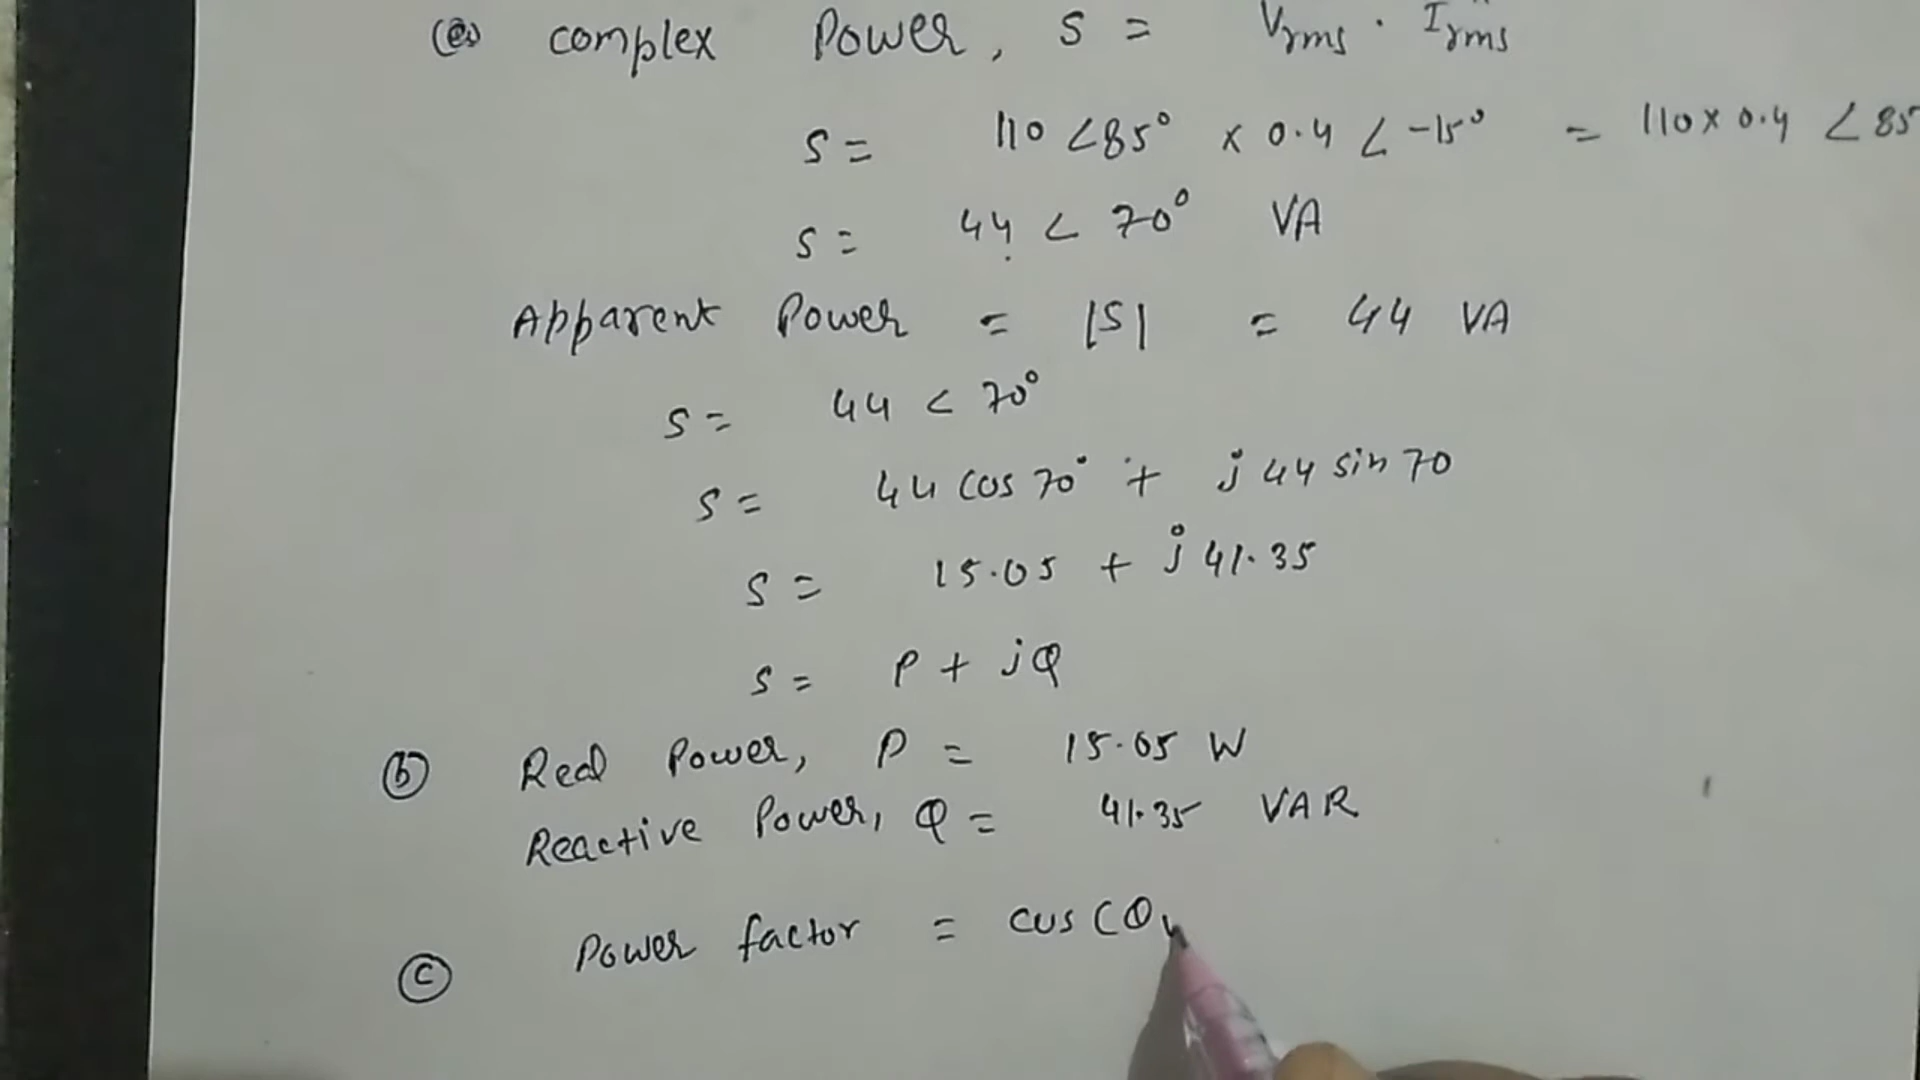 (a) complex Power, S = Vrms . Irms
S = 110 <85° x 0.4 <-15° = 110 x 0.4 <85
S = 44 < 70° VA
Apparent Power = |S| = 44 VA
S = 44 < 70°
S = 44 cos 70° + j 44 sin 70
S = 15.05 + j 41.35
S = P + jQ
(b) Real Power, P = 15.05 W
Reactive Power, Q = 41.35 VAR
(c) Power factor = cos (θv